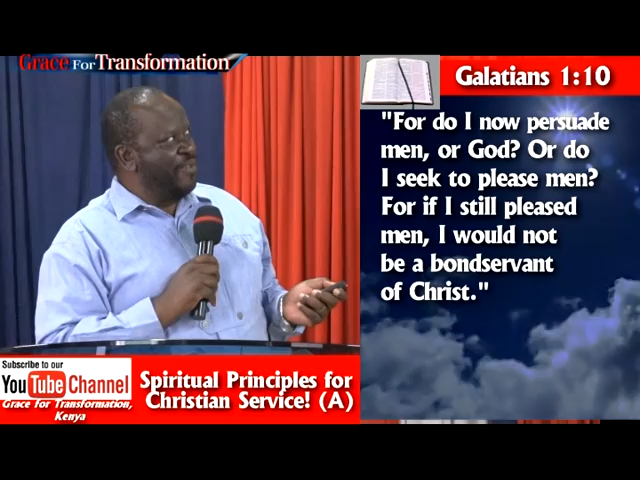 Grace For Transformation
Galatians 1:10
"For do I now persuade
men, or God? Or do
I seek to please men?
For if I still pleased
men, I would not
be a bondservant
of Christ."
Subscribe to our
YouTube Channel
Grace For Transformation,
Kenya
Spiritual Principles for
Christian Service! (A)